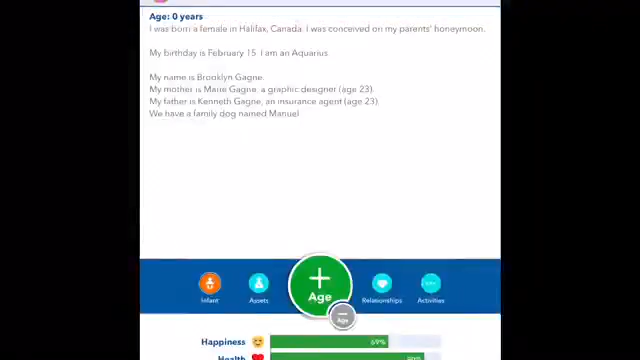 Age: 0 years
I was born a female in Halifax, Canada. I was conceived on my parents' honeymoon.
My birthday is February 15. I am an Aquarius.
My name is Brooklyn Gagne.
My mother is Marie Gagne, a graphic designer (age 23).
My father is Kenneth Gagne, an insurance agent (age 23).
We have a family dog named Manuel
Infant
Assets
Age
Relationships
Activities
Age
Happiness 69%
Health